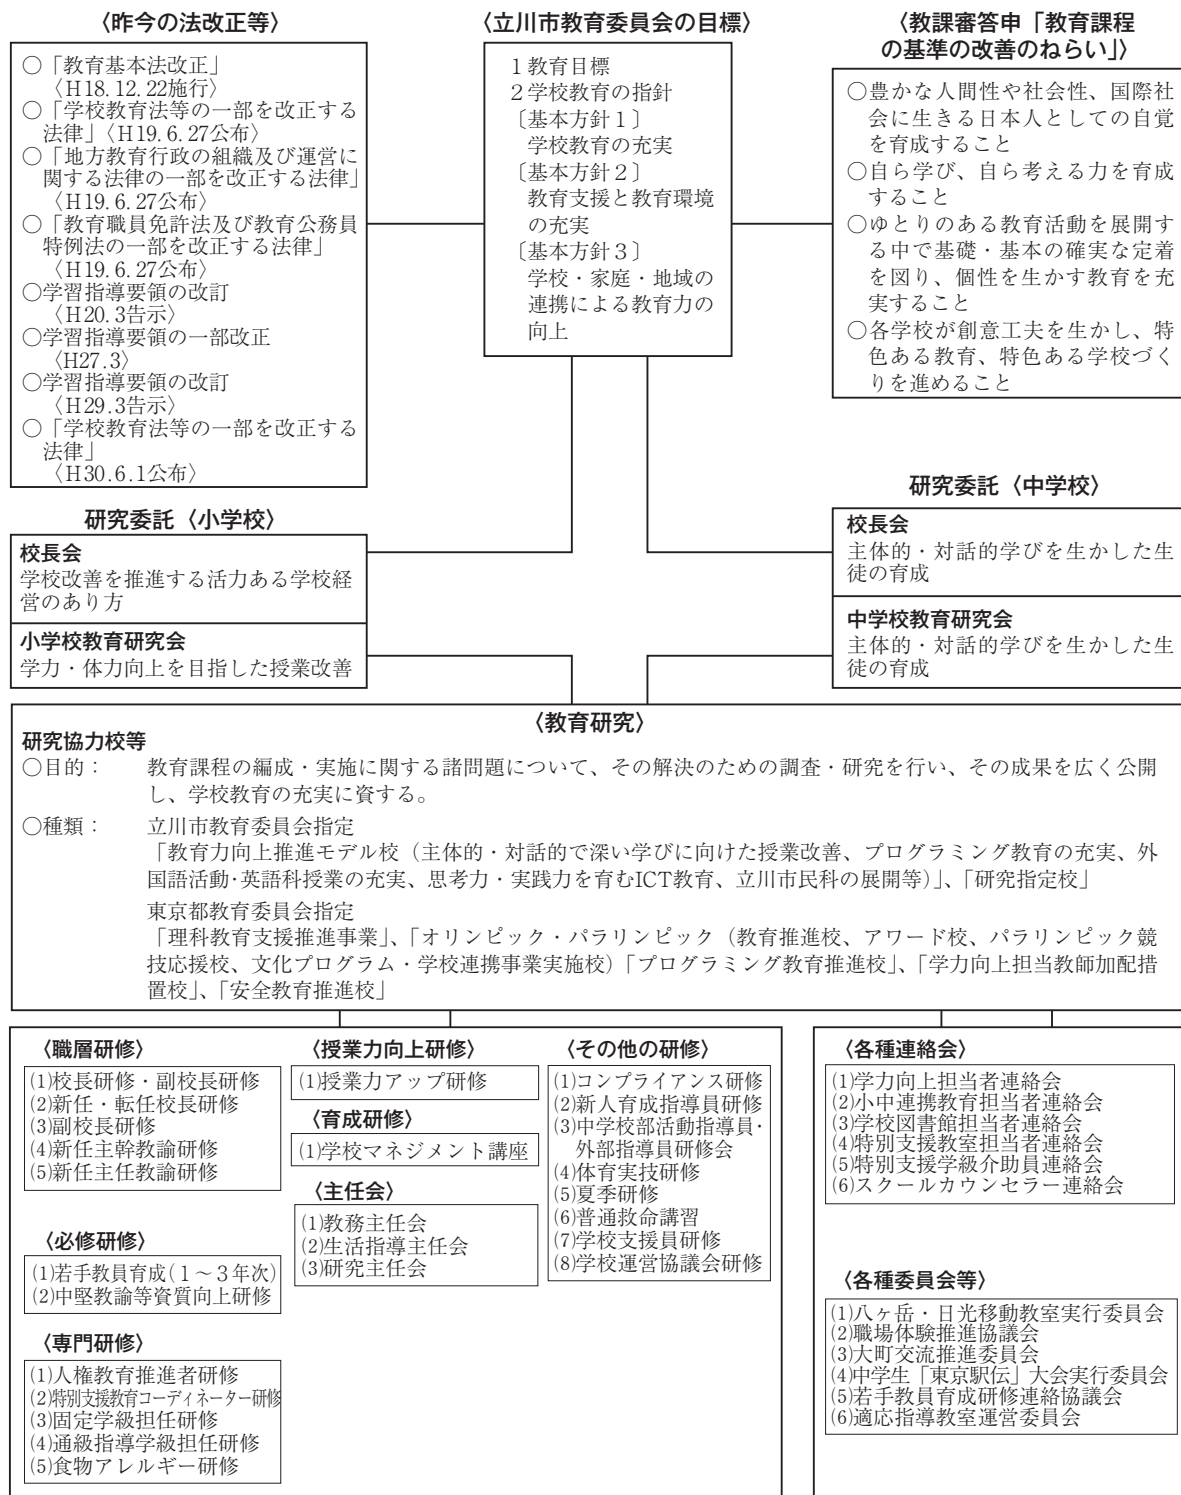 〈昨今の法改正等〉
○「教育基本法改正」
〈H18.12.22施行〉
○「学校教育法等の一部を改正する
法律」〈H19.6.27公布〉
○「地方教育行政の組織及び運営に
関する法律の一部を改正する法律」
〈H19.6.27公布〉
○「教育職員免許法及び教育公務員
特例法の一部を改正する法律」
〈H19.6.27公布〉
○学習指導要領の改訂
〈H20.3告示〉
○学習指導要領の一部改正
〈H27.3〉
○学習指導要領の改訂
〈H29.3告示〉
○「学校教育法等の一部を改正する
法律」
〈H30.6.1公布〉
〈立川市教育委員会の目標〉
1教育目標
2学校教育の指針
〔基本方針1〕
学校教育の充実
〔基本方針2〕
教育支援と教育環境
の充実
〔基本方針3〕
学校・家庭・地域の
連携による教育力の
向上
〈教課審答申「教育課程
の基準の改善のねらい」〉
○豊かな人間性や社会性、国際社
会に生きる日本人としての自覚
を育成すること
○自ら学び、自ら考える力を育成
すること
○ゆとりのある教育活動を展開す
る中で基礎・基本の確実な定着
を図り、個性を生かす教育を充
実すること
○各学校が創意工夫を生かし、特
色ある教育、特色ある学校づく
りを進めること
研究委託〈小学校〉
校長会
学校改善を推進する活力ある学校経
営のあり方
小学校教育研究会
学力・体力向上を目指した授業改善
研究委託〈中学校〉
校長会
主体的・対話的学びを生かした生
徒の育成
中学校教育研究会
主体的・対話的学びを生かした生
徒の育成
〈教育研究〉
研究協力校等
○目的： 教育課程の編成・実施に関する諸問題について、その解決のための調査・研究を行い、その成果を広く公開
し、学校教育の充実に資する。
○種類： 立川市教育委員会指定
「教育力向上推進モデル校（主体的・対話的で深い学びに向けた授業改善、プログラミング教育の充実、外
国語活動・英語科授業の充実、思考力・実践力を育むICT教育、立川市民科の展開等）」、「研究指定校」
東京都教育委員会指定
「理科教育支援推進事業」、「オリンピック・パラリンピック（教育推進校、アワード校、パラリンピック競
技応援校、文化プログラム・学校連携事業実施校）「プログラミング教育推進校」、「学力向上担当教師加配措
置校」、「安全教育推進校」
〈職層研修〉
(1)校長研修・副校長研修
(2)新任・転任校長研修
(3)副校長研修
(4)新任主幹教諭研修
(5)新任主任教諭研修
〈必修研修〉
(1)若手教員育成(1～3年次)
(2)中堅教諭等資質向上研修
〈専門研修〉
(1)人権教育推進者研修
(2)特別支援教育コーディネーター研修
(3)固定学級担任研修
(4)通級指導学級担任研修
(5)食物アレルギー研修
〈授業力向上研修〉
(1)授業力アップ研修
〈育成研修〉
(1)学校マネジメント講座
〈主任会〉
(1)教務主任会
(2)生活指導主任会
(3)研究主任会
〈その他の研修〉
(1)コンプライアンス研修
(2)新人育成指導員研修
(3)中学校部活動指導員・
外部指導員研修会
(4)体育実技研修
(5)夏季研修
(6)普通救命講習
(7)学校支援員研修
(8)学校運営協議会研修
〈各種連絡会〉
(1)学力向上担当者連絡会
(2)小中連携教育担当者連絡会
(3)学校図書館担当者連絡会
(4)特別支援教室担当者連絡会
(5)特別支援学級介助員連絡会
(6)スクールカウンセラー連絡会
〈各種委員会等〉
(1)八ヶ岳・日光移動教室実行委員会
(2)職場体験推進協議会
(3)大町交流推進委員会
(4)中学生「東京駅伝」大会実行委員会
(5)若手教員育成研修連絡協議会
(6)適応指導教室運営委員会